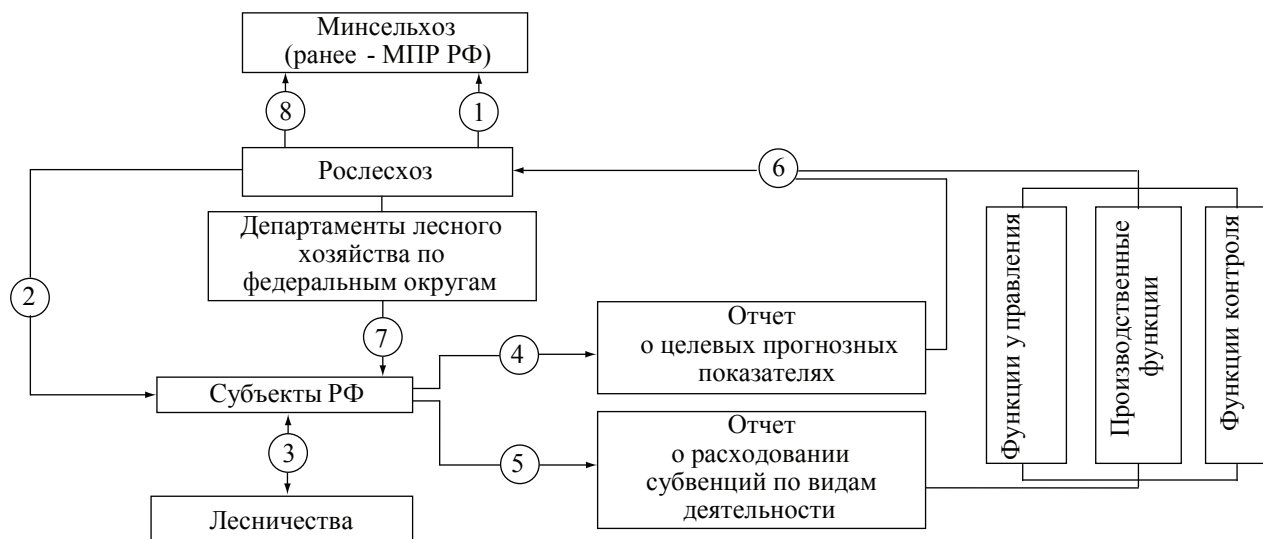 Минсельхоз
(ранее - МПР РФ)
8
1
Рослесхоз
6
Департаменты лесного
хозяйства по
федеральным округам
2
7
4
Отчет
о целевых прогнозных
показателях
Субъекты РФ
3
5
Отчет
о расходовании
субвенций по видам
деятельности
Лесничества
Функции у правления
Производственные
функции
Функции контроля